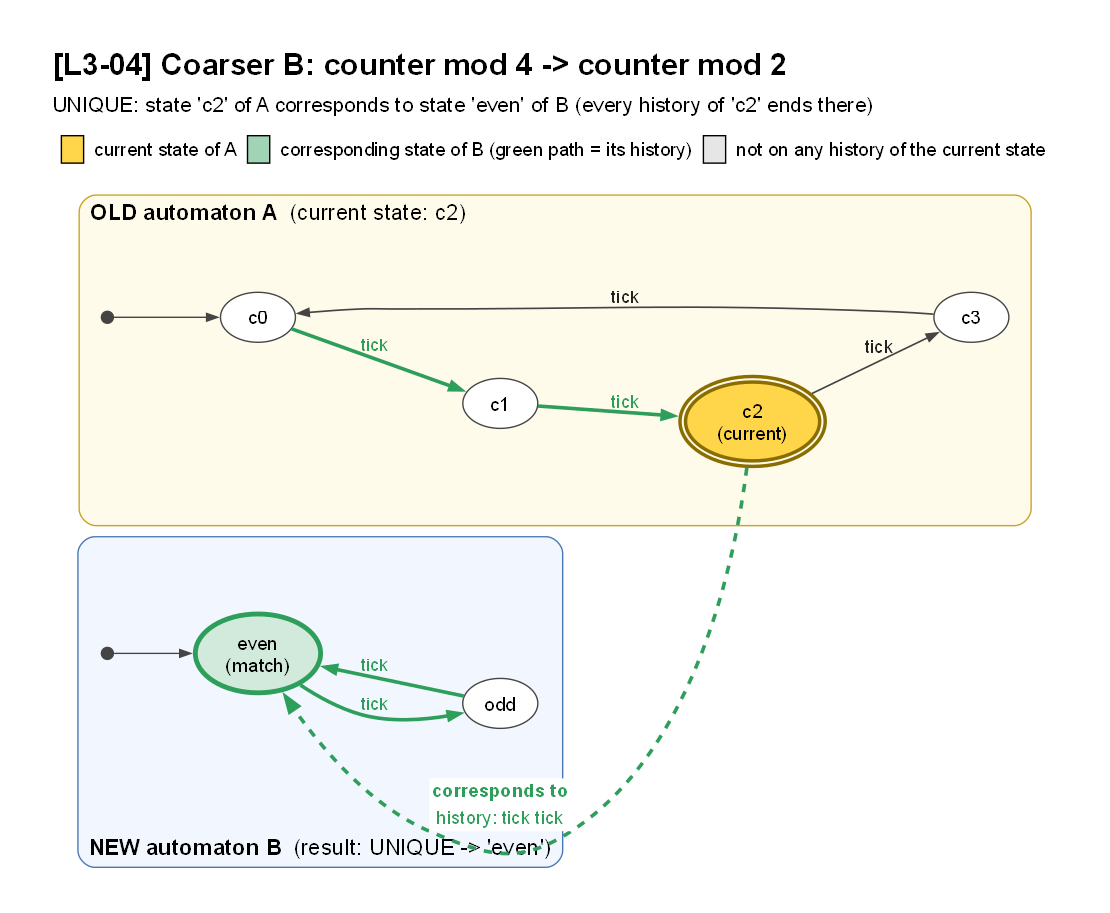 [L3-04] Coarser B: counter mod 4 -> counter mod 2
UNIQUE: state 'c2' of A corresponds to state 'even' of B (every history of 'c2' ends there)
current state of A
corresponding state of B (green path = its history)
not on any history of the current state
OLD automaton A (current state: c2)
tick
c0
c3
tick
tick
c1
tick
c2
(current)
even
(match)
tick
tick
odd
corresponds to
history: tick tick
NEW automaton B (result: UNIQUE -> 'even')